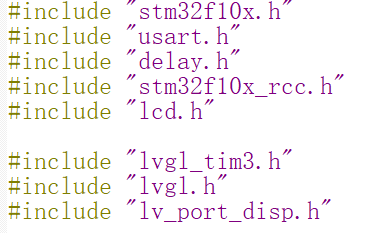 #include "stm32f10x.h"
#include "usart.h"
#include "delay.h"
#include "stm32f10x_rcc.h"
#include "lcd.h"
#include "lvgl_tim3.h"
#include "lvgl.h"
#include "lv_port_disp.h"